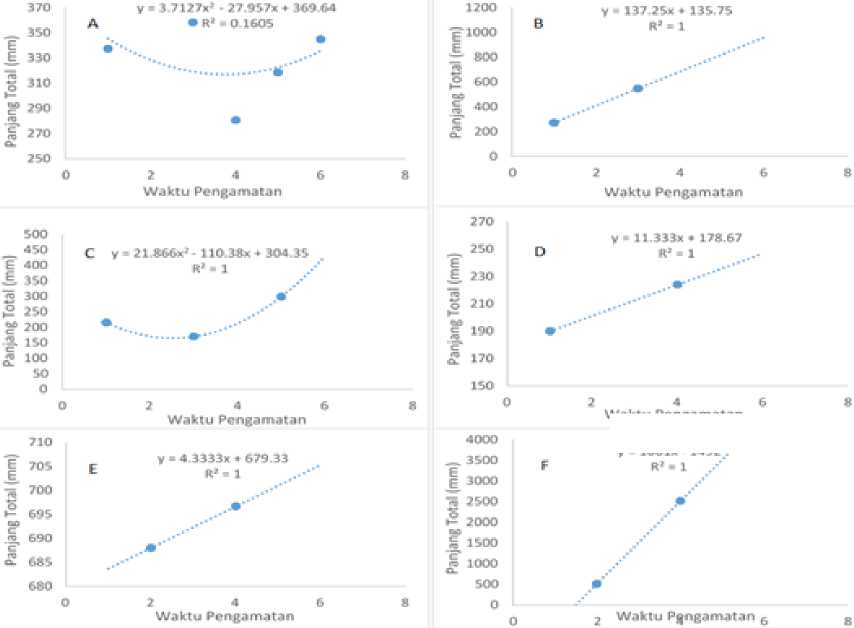 370
350
330
310
290
270
250
Panjang Total (mm)
A
y = 3.7127x² - 27.957x + 369.64
R² = 0.1605
0 2 4 6 8
Waktu Pengamatan
1200
1000
800
600
400
200
0
Panjang Total (mm)
B
y = 137.25x + 135.75
R² = 1
0 2 4 6 8
Waktu Pengamatan
500
450
400
350
300
250
200
150
100
50
0
Panjang Total (mm)
C
y = 21.866x² - 110.38x + 304.35
R² = 1
0 2 4 6 8
Waktu Pengamatan
270
250
230
210
190
170
150
Panjang Total (mm)
D
y = 11.333x + 178.67
R² = 1
0 2 4 6 8
710
705
700
695
690
685
680
Panjang Total (mm)
E
y = 4.3333x + 679.33
R² = 1
0 2 4 6 8
Waktu Pengamatan
4000
3500
3000
2500
2000
1500
1000
500
0
Panjang Total (mm)
F
R² = 1
0 2 4 6 8
Waktu Pengamatan